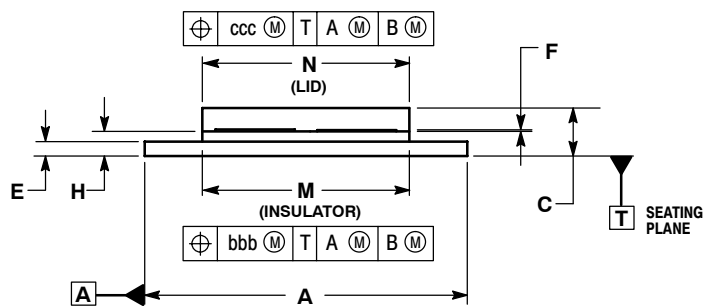 ⌖ ccc Ⓜ T A Ⓜ B Ⓜ
N
(LID)
F
E
H
M
(INSULATOR)
C
T
SEATING
PLANE
⌖ bbb Ⓜ T A Ⓜ B Ⓜ
A
A